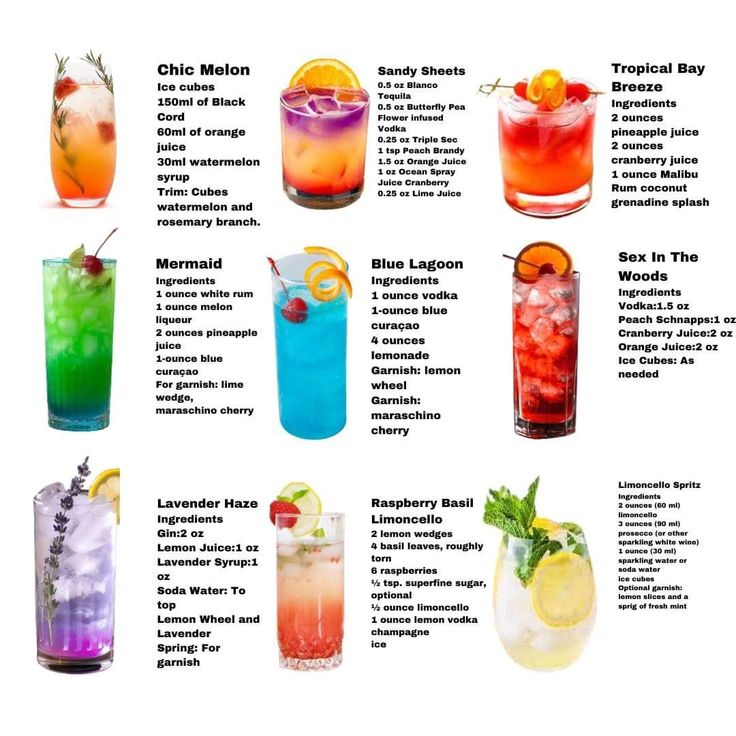 Chic Melon
Ice cubes
150ml of Black
Cord
60ml of orange
juice
30ml watermelon
syrup
Trim: Cubes
watermelon and
rosemary branch.
Sandy Sheets
0.5 oz Blanco
Tequila
0.5 oz Butterfly Pea
Flower infused
Vodka
0.25 oz Triple Sec
1 tsp Peach Brandy
1.5 oz Orange Juice
1 oz Ocean Spray
Juice Cranberry
0.25 oz Lime Juice
Tropical Bay
Breeze
Ingredients
2 ounces
pineapple juice
2 ounces
cranberry juice
1 ounce Malibu
Rum coconut
grenadine splash
Mermaid
Ingredients
1 ounce white rum
1 ounce melon
liqueur
2 ounces pineapple
juice
1-ounce blue
curaçao
For garnish: lime
wedge,
maraschino cherry
Blue Lagoon
Ingredients
1 ounce vodka
1-ounce blue
curaçao
4 ounces
lemonade
Garnish: lemon
wheel
Garnish:
maraschino
cherry
Sex In The
Woods
Ingredients
Vodka:1.5 oz
Peach Schnapps:1 oz
Cranberry Juice:2 oz
Orange Juice:2 oz
Ice Cubes: As
needed
Lavender Haze
Ingredients
Gin:2 oz
Lemon Juice:1 oz
Lavender Syrup:1
oz
Soda Water: To
top
Lemon Wheel and
Lavender
Spring: For
garnish
Raspberry Basil
Limoncello
2 lemon wedges
4 basil leaves, roughly
torn
6 raspberries
½ tsp. superfine sugar,
optional
½ ounce limoncello
1 ounce lemon vodka
champagne
ice
Limoncello Spritz
Ingredients
2 ounces (60 ml)
limoncello
3 ounces (90 ml)
prosecco (or other
sparkling white wine)
1 ounce (30 ml)
sparkling water or
soda water
ice cubes
Optional garnish:
lemon slices and a
sprig of fresh mint